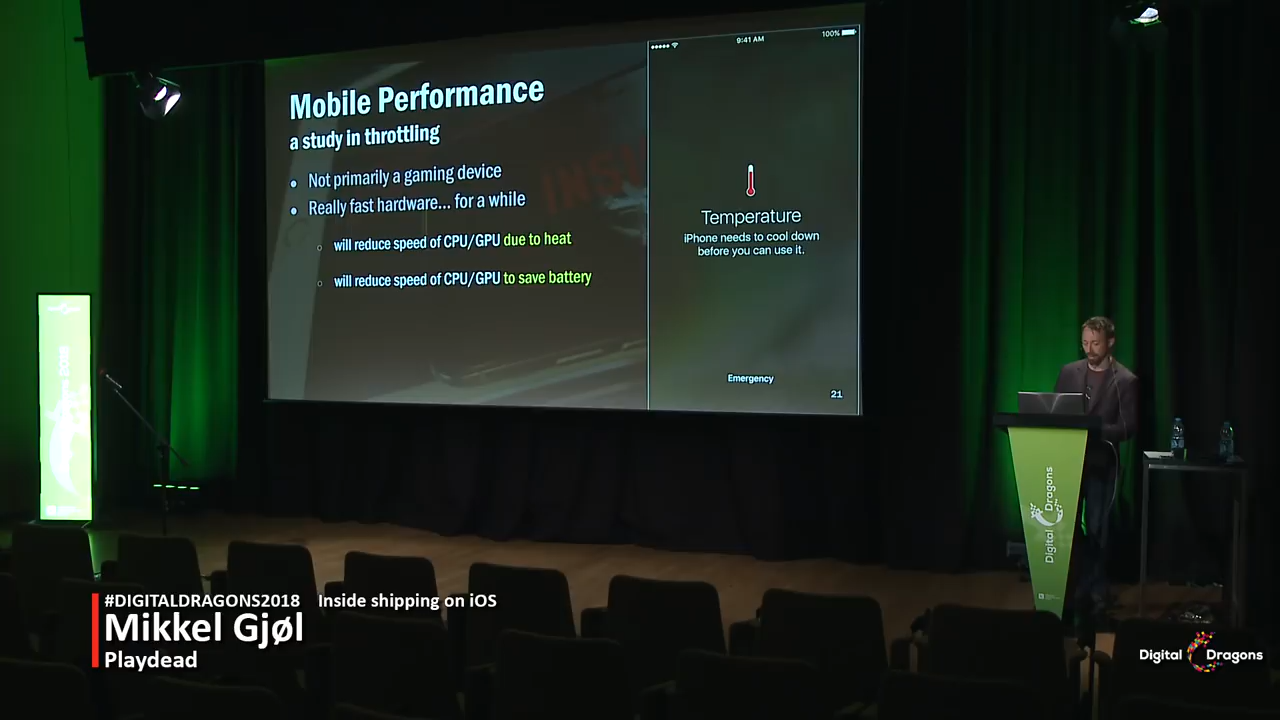 Mobile Performance
a study in throttling
• Not primarily a gaming device
• Really fast hardware... for a while
○ will reduce speed of CPU/GPU due to heat
○ will reduce speed of CPU/GPU to save battery
INSI
9:41 AM
100%
Temperature
iPhone needs to cool down
before you can use it.
Emergency
21
Digital Dragons
#DIGITALDRAGONS2018 Inside shipping on iOS
Mikkel Gjøl
Playdead
Digital Dragons